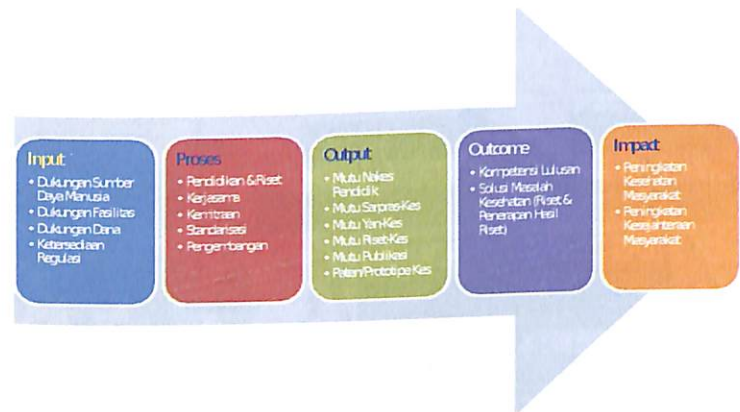 Input
• Dukungan Sumber
Daya Manusia
• Dukungan Fasilitas
• Dukungan Dana
• Ketersediaan
Regulasi
Proses
• Pendidikan & Riset
• Kerjasama
• Kemitraan
• Standarisasi
• Pengembangan
Output
• Mutu Nakes
Pendidik
• Mutu Sarpras-Kes
• Mutu Yan-Kes
• Mutu Riset-Kes
• Mutu Publikasi
• Paten/Prototipe Kes
Outcome
• Kompetensi Lulusan
• Solusi Masalah
Kesehatan (Riset &
Penerapan Hasil
Riset)
Impact
• Peningkatan
Kesehatan
Masyarakat
• Peningkatan
Kesejahteraan
Masyarakat